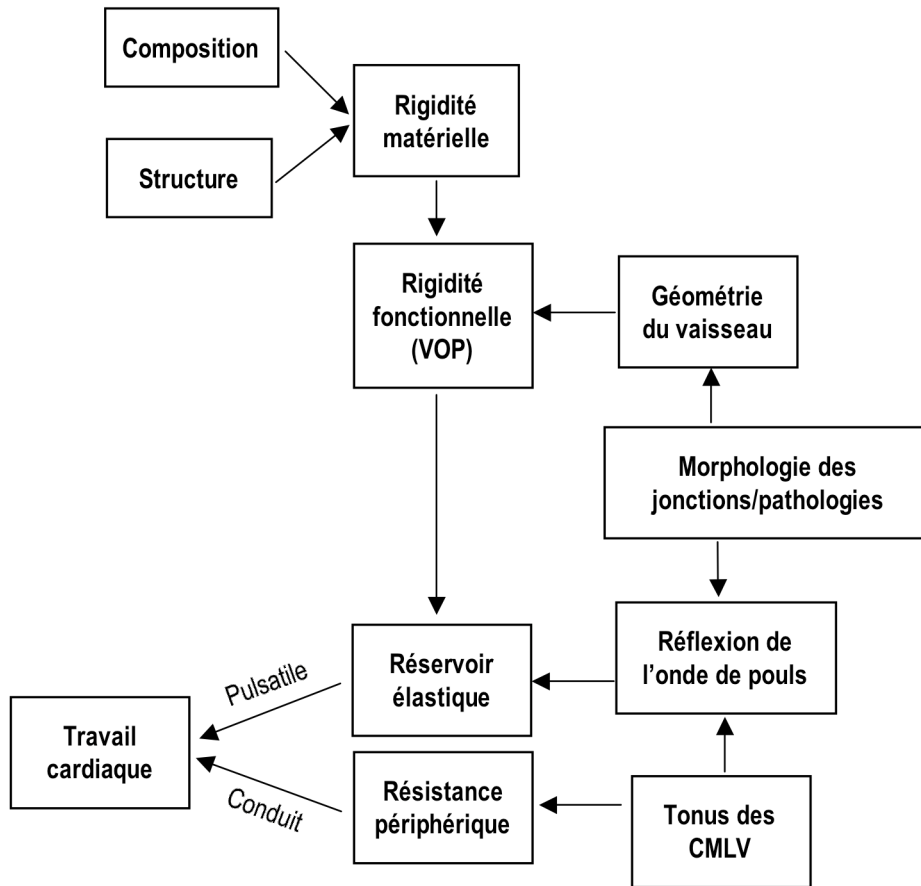 Composition
Rigidité
matérielle
Structure
Rigidité
fonctionnelle
(VOP)
Géométrie
du vaisseau
Morphologie des
jonctions/pathologies
Réflexion de
l’onde de pouls
Réservoir
élastique
Pulsatile
Travail
cardiaque
Conduit
Résistance
périphérique
Tonus des
CMLV